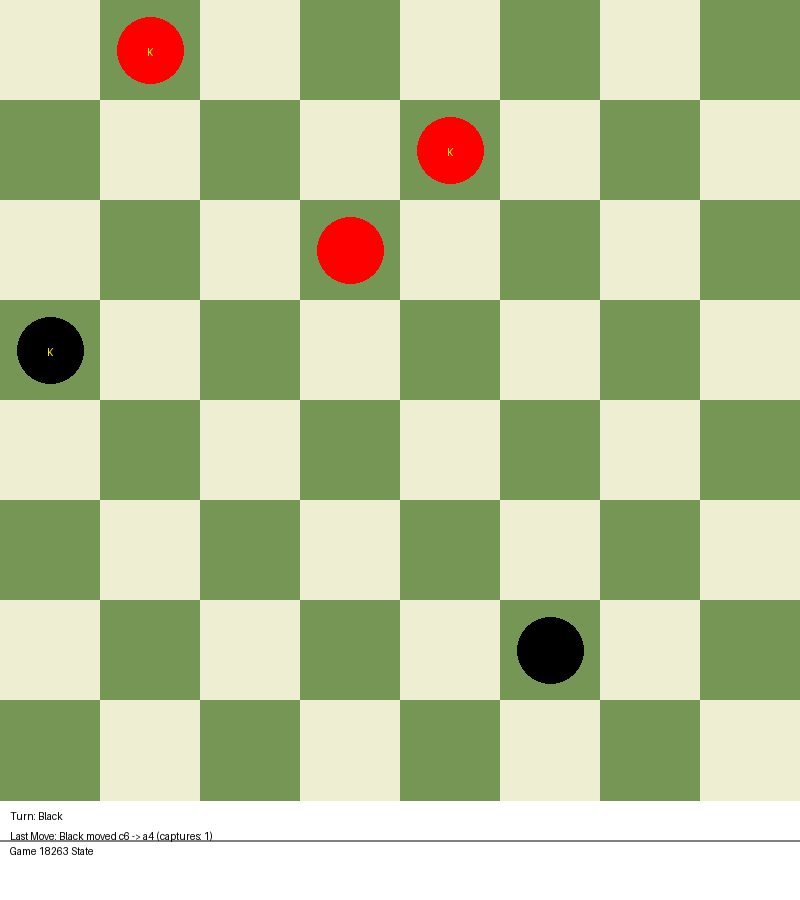 K
K
K
Turn: Black
Last Move: Black moved c6 -> a4 (captures: 1)
Game 18263 State